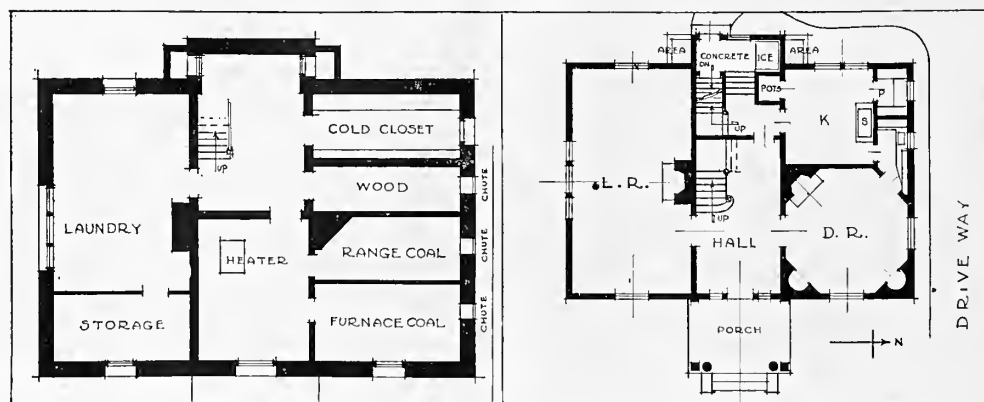 COLD CLOSET
UP
WOOD
CHUTE
LAUNDRY
HEATER
RANGE COAL
CHUTE
STORAGE
FURNACE COAL
CHUTE
AREA
CONCRETE
ICE
AREA
DN
POTS
P
UP
K
S
L.R.
UP
HALL
D.R.
PORCH
N
DRIVE WAY